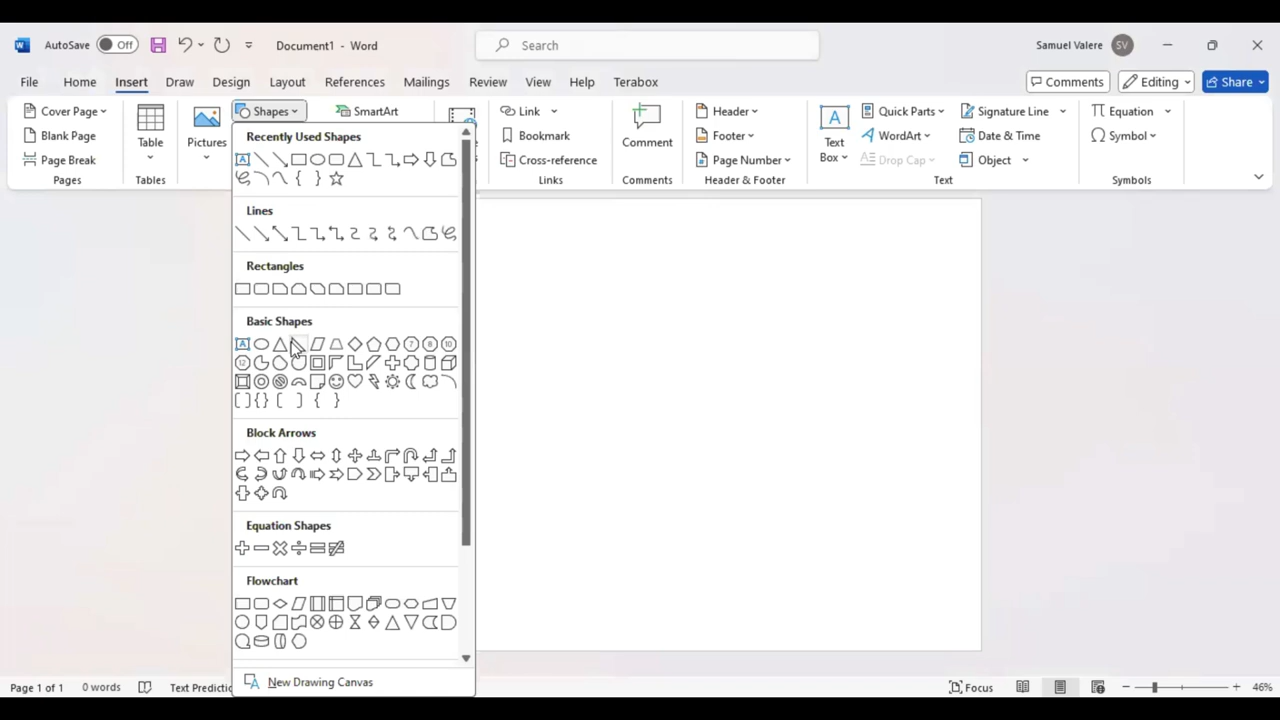 AutoSave Off Document1 - Word Search Samuel Valere SV
File Home Insert Draw Design Layout References Mailings Review View Help Terabox Comments Editing Share
Cover Page Shapes SmartArt Link Header Quick Parts Signature Line Equation
Blank Page Bookmark Footer WordArt Date & Time Symbol
Page Break Table Pictures Cross-reference Comment Page Number Text Box Drop Cap Object
Pages Tables Links Comments Header & Footer Text Symbols
Recently Used Shapes
Lines
Rectangles
Basic Shapes
Block Arrows
Equation Shapes
Flowchart
New Drawing Canvas
Page 1 of 1 0 words Text Predictio Focus 46%